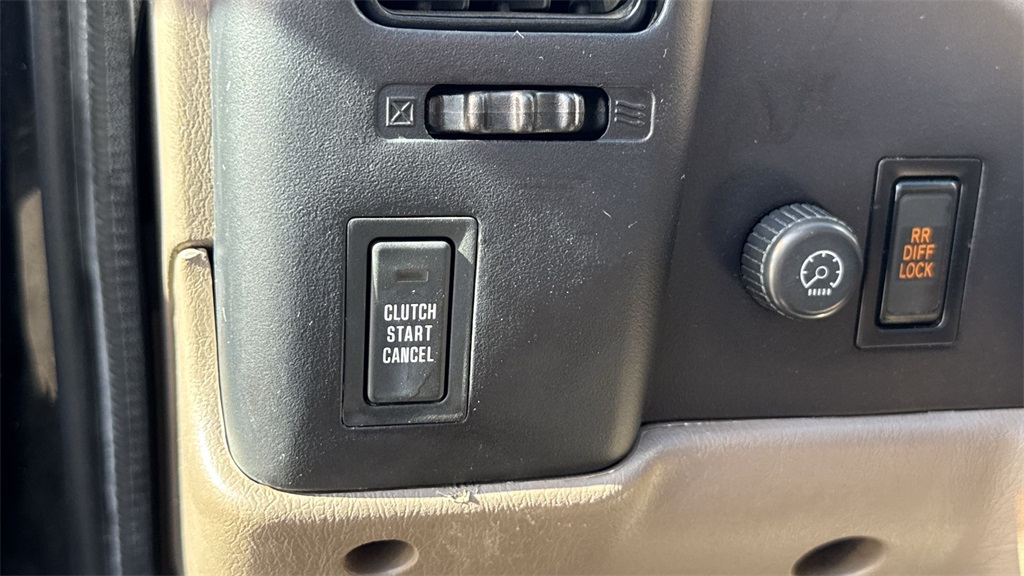 CLUTCH
START
CANCEL
RR
DIFF
LOCK